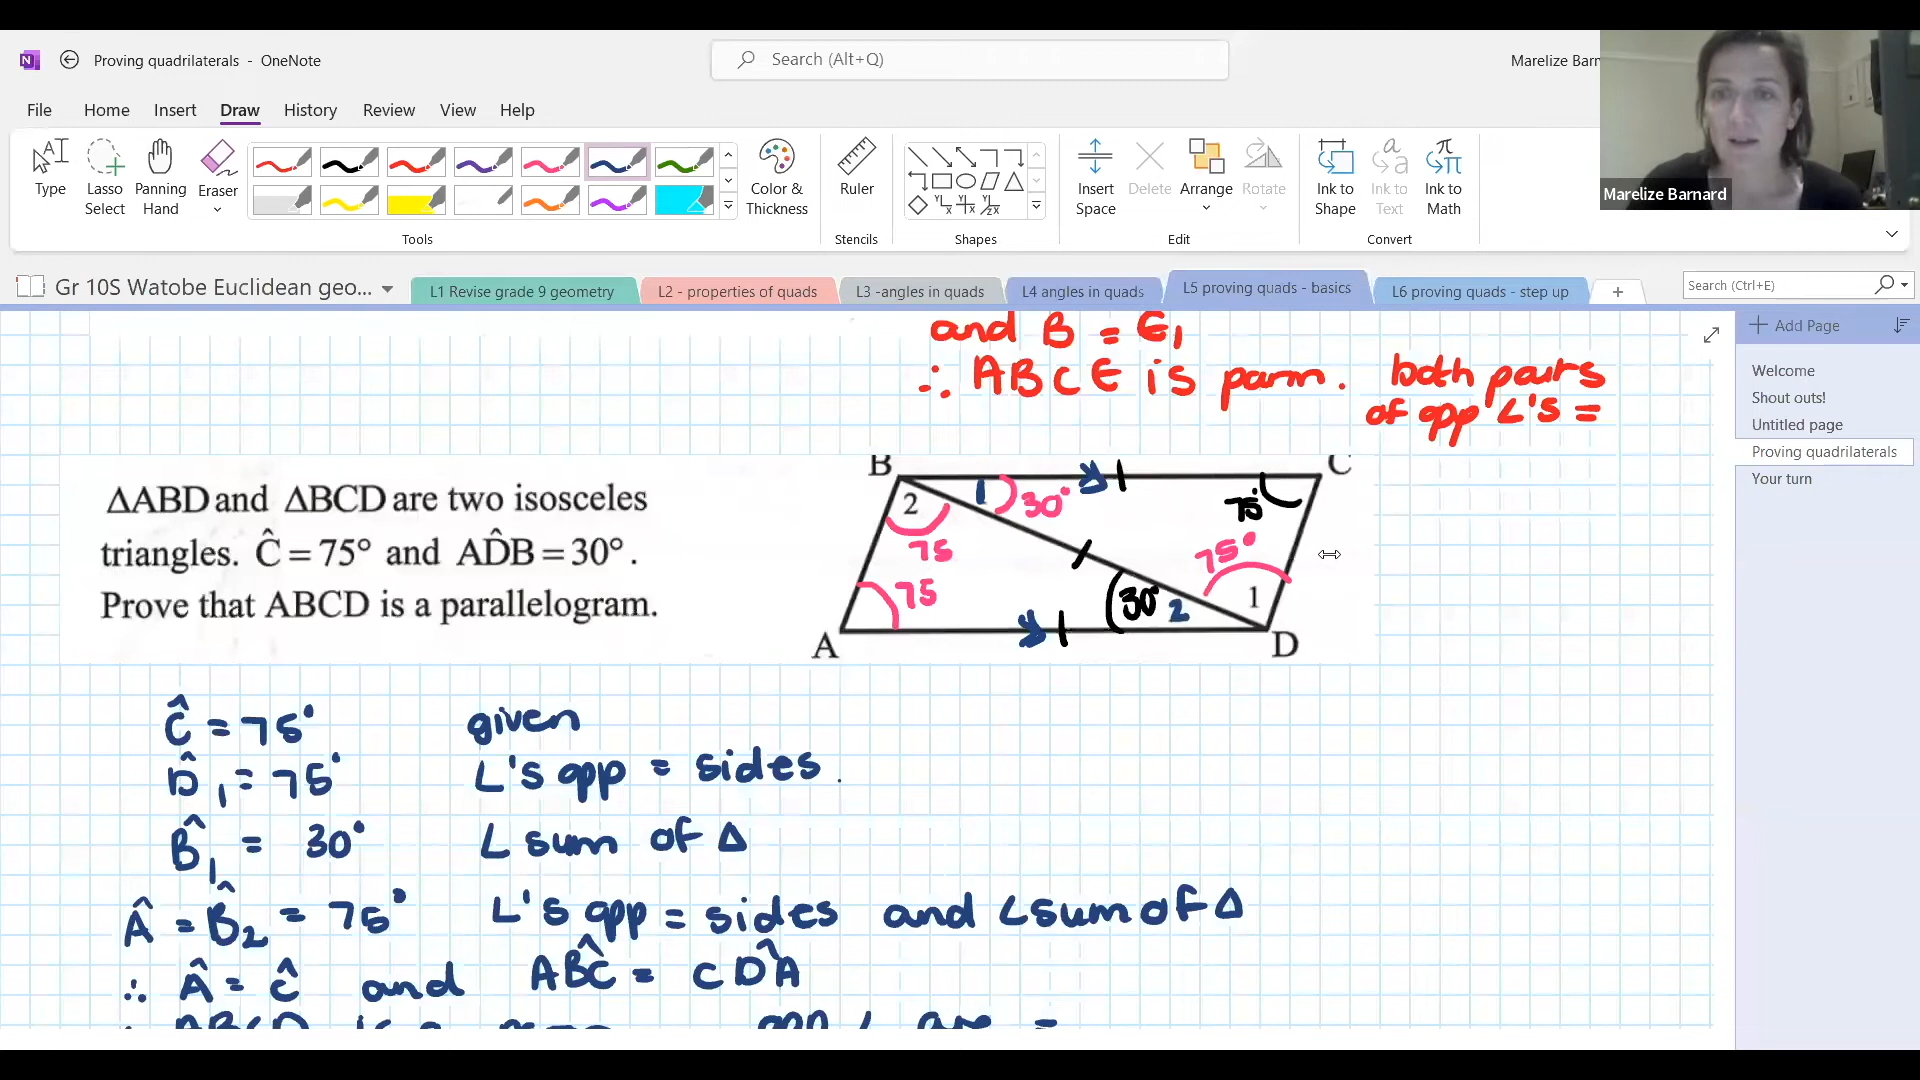 Proving quadrilaterals - OneNote
Search (Alt+Q)
Marelize Barn
File Home Insert Draw History Review View Help
Type
Lasso Select
Panning Hand
Eraser
Color & Thickness
Ruler
Insert Space
Delete
Arrange
Rotate
Ink to Shape
Ink to Text
Ink to Math
Marelize Barnard
Tools Stencils Shapes Edit Convert
Gr 10S Watobe Euclidean geo...
L1 Revise grade 9 geometry
L2 - properties of quads
L3 -angles in quads
L4 angles in quads
L5 proving quads - basics
L6 proving quads - step up
Search (Ctrl+E)
Add Page
Welcome
Shout outs!
Untitled page
Proving quadrilaterals
Your turn
and B = E₁
∴ ABCE is parm. both pairs
of opp L's =
ΔABD and ΔBCD are two isosceles
triangles. Ĉ = 75° and AD̂B = 30°.
Prove that ABCD is a parallelogram.
B C
2 1 30° 75°
75 75°
75 30° 2 1
A D
Ĉ = 75° given
D̂₁ = 75° L's opp = sides.
B̂₁ = 30° L sum of Δ
Â = B̂₂ = 75° L's opp = sides and L sum of Δ
∴ Â = Ĉ and AB̂C = CD̂A